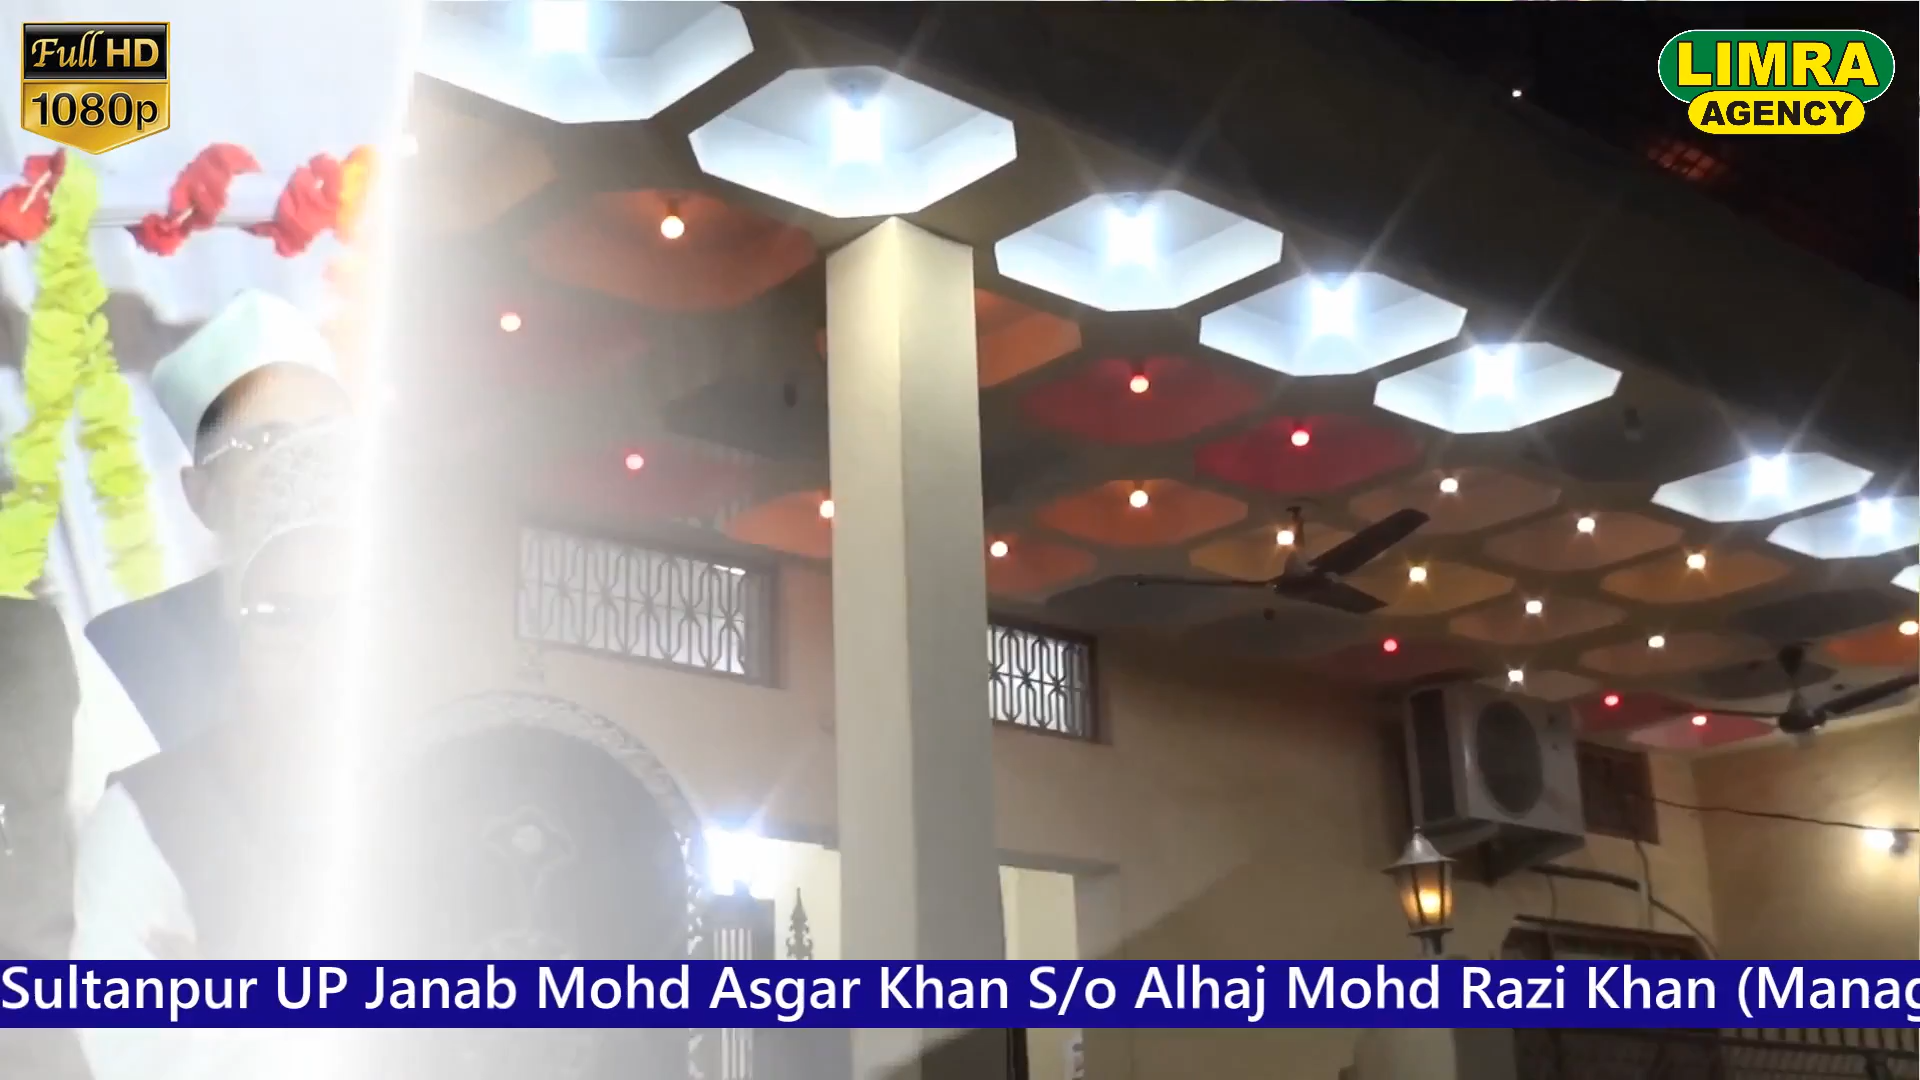 Full HD
1080p
LIMRA
AGENCY
Sultanpur UP Janab Mohd Asgar Khan S/o Alhaj Mohd Razi Khan (Manag